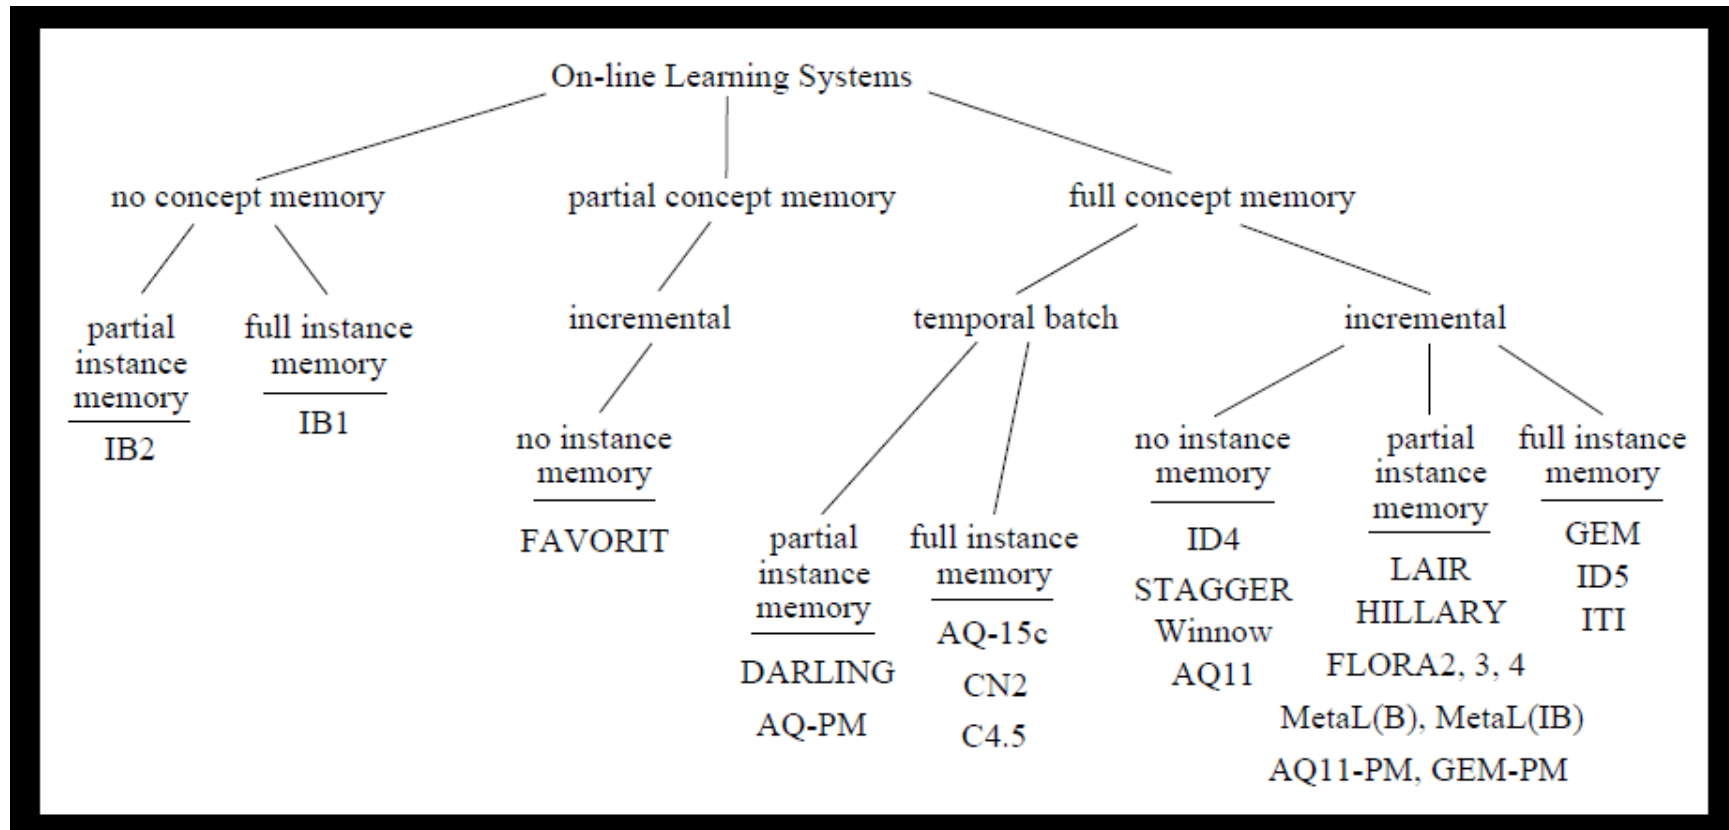 On-line Learning Systems
no concept memory
partial concept memory
full concept memory
partial
instance
memory
IB2
full instance
memory
IB1
incremental
no instance
memory
FAVORIT
temporal batch
partial
instance
memory
DARLING
AQ-PM
full instance
memory
AQ-15c
CN2
C4.5
incremental
no instance
memory
ID4
STAGGER
Winnow
AQ11
partial
instance
memory
LAIR
HILLARY
FLORA2, 3, 4
MetaL(B), MetaL(IB)
AQ11-PM, GEM-PM
full instance
memory
GEM
ID5
ITI